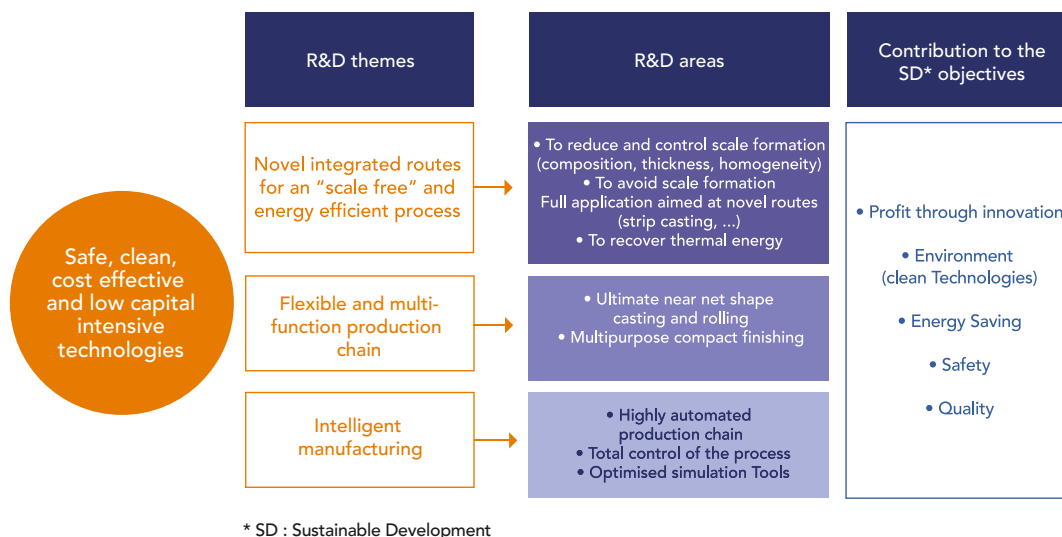 R&D themes
R&D areas
Contribution to the
SD* objectives
Safe, clean,
cost effective
and low capital
intensive
technologies
Novel integrated routes
for an “scale free” and
energy efficient process
• To reduce and control scale formation
(composition, thickness, homogeneity)
• To avoid scale formation
Full application aimed at novel routes
(strip casting, ...)
• To recover thermal energy
Flexible and multi-
function production
chain
• Ultimate near net shape
casting and rolling
• Multipurpose compact finishing
Intelligent
manufacturing
• Highly automated
production chain
• Total control of the process
• Optimised simulation Tools
• Profit through innovation
• Environment
(clean Technologies)
• Energy Saving
• Safety
• Quality
* SD : Sustainable Development